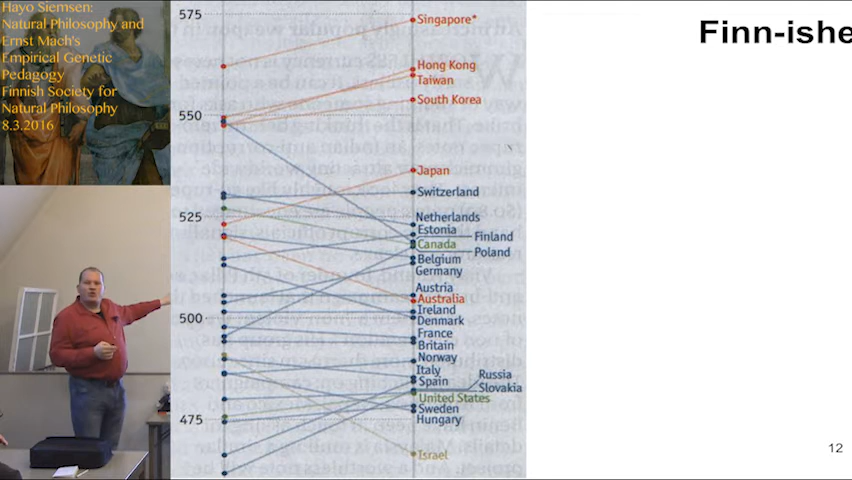 Hayo Siemsen:
Natural Philosophy and
Ernst Mach's
Empirical Genetic
Pedagogy
Finnish Society for
Natural Philosophy
8.3.2016
Finn-ishe
575
Singapore*
Hong Kong
Taiwan
550
South Korea
Japan
Switzerland
525
Netherlands
Estonia
Finland
Canada
Poland
Belgium
Germany
Austria
Australia
Ireland
500
Denmark
France
Britain
Norway
Italy
Russia
Spain
Slovakia
United States
Sweden
475
Hungary
Israel
12